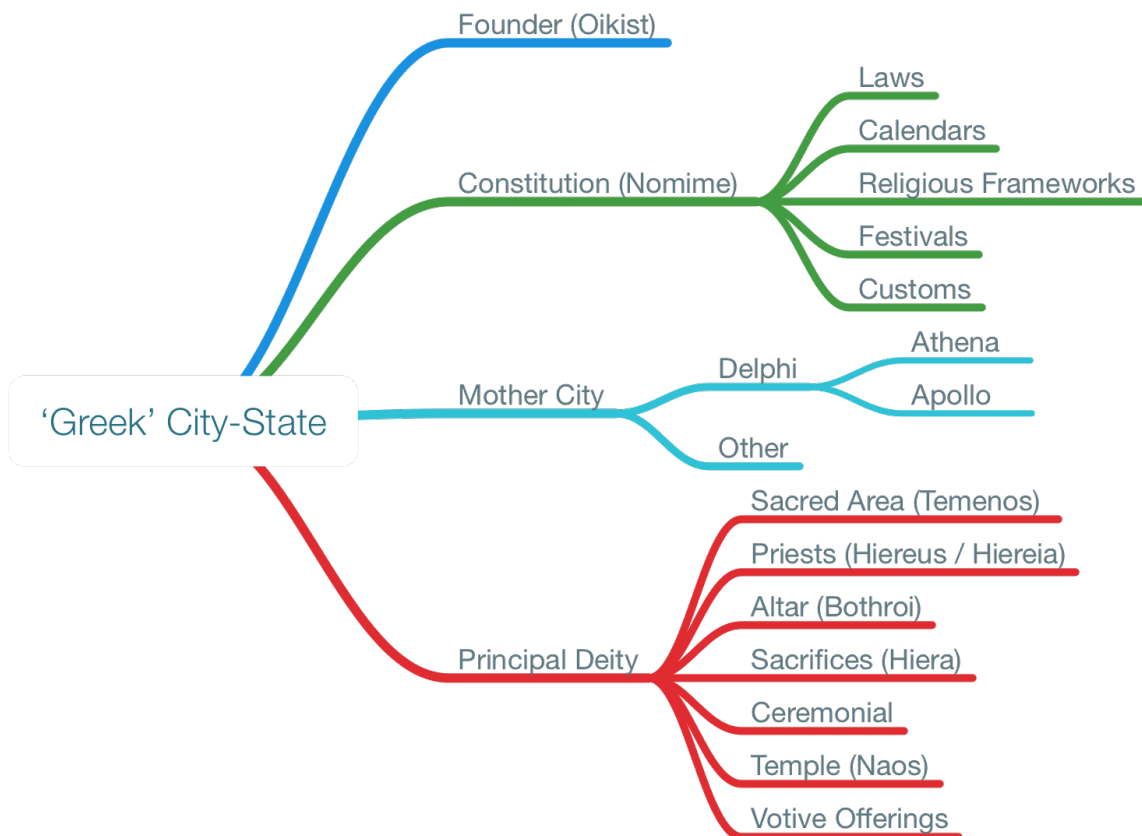 Founder (Oikist)
Laws
Calendars
Constitution (Nomime)
Religious Frameworks
Festivals
Customs
‘Greek’ City-State
Mother City
Delphi
Athena
Apollo
Other
Principal Deity
Sacred Area (Temenos)
Priests (Hiereus / Hiereia)
Altar (Bothroi)
Sacrifices (Hiera)
Ceremonial
Temple (Naos)
Votive Offerings